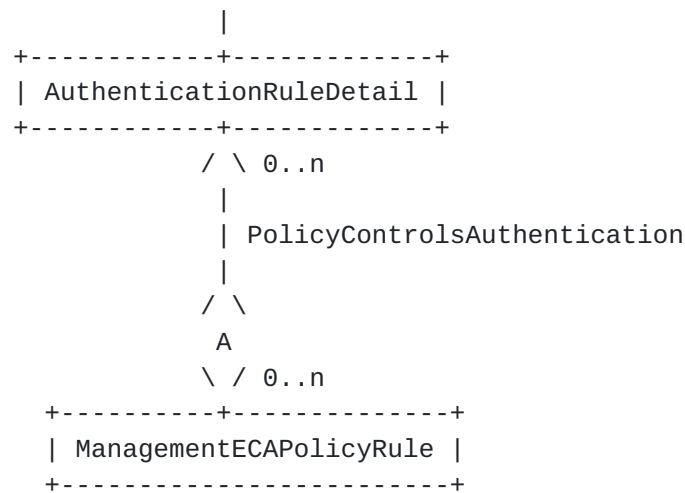 |
+------------+-------------+
| AuthenticationRuleDetail |
+------------+-------------+
           / \ 0..n
            |
            | PolicyControlsAuthentication
            |
           / \
            A
           \ / 0..n
  +----------+--------------+
  | ManagementECAPolicyRule |
  +-------------------------+